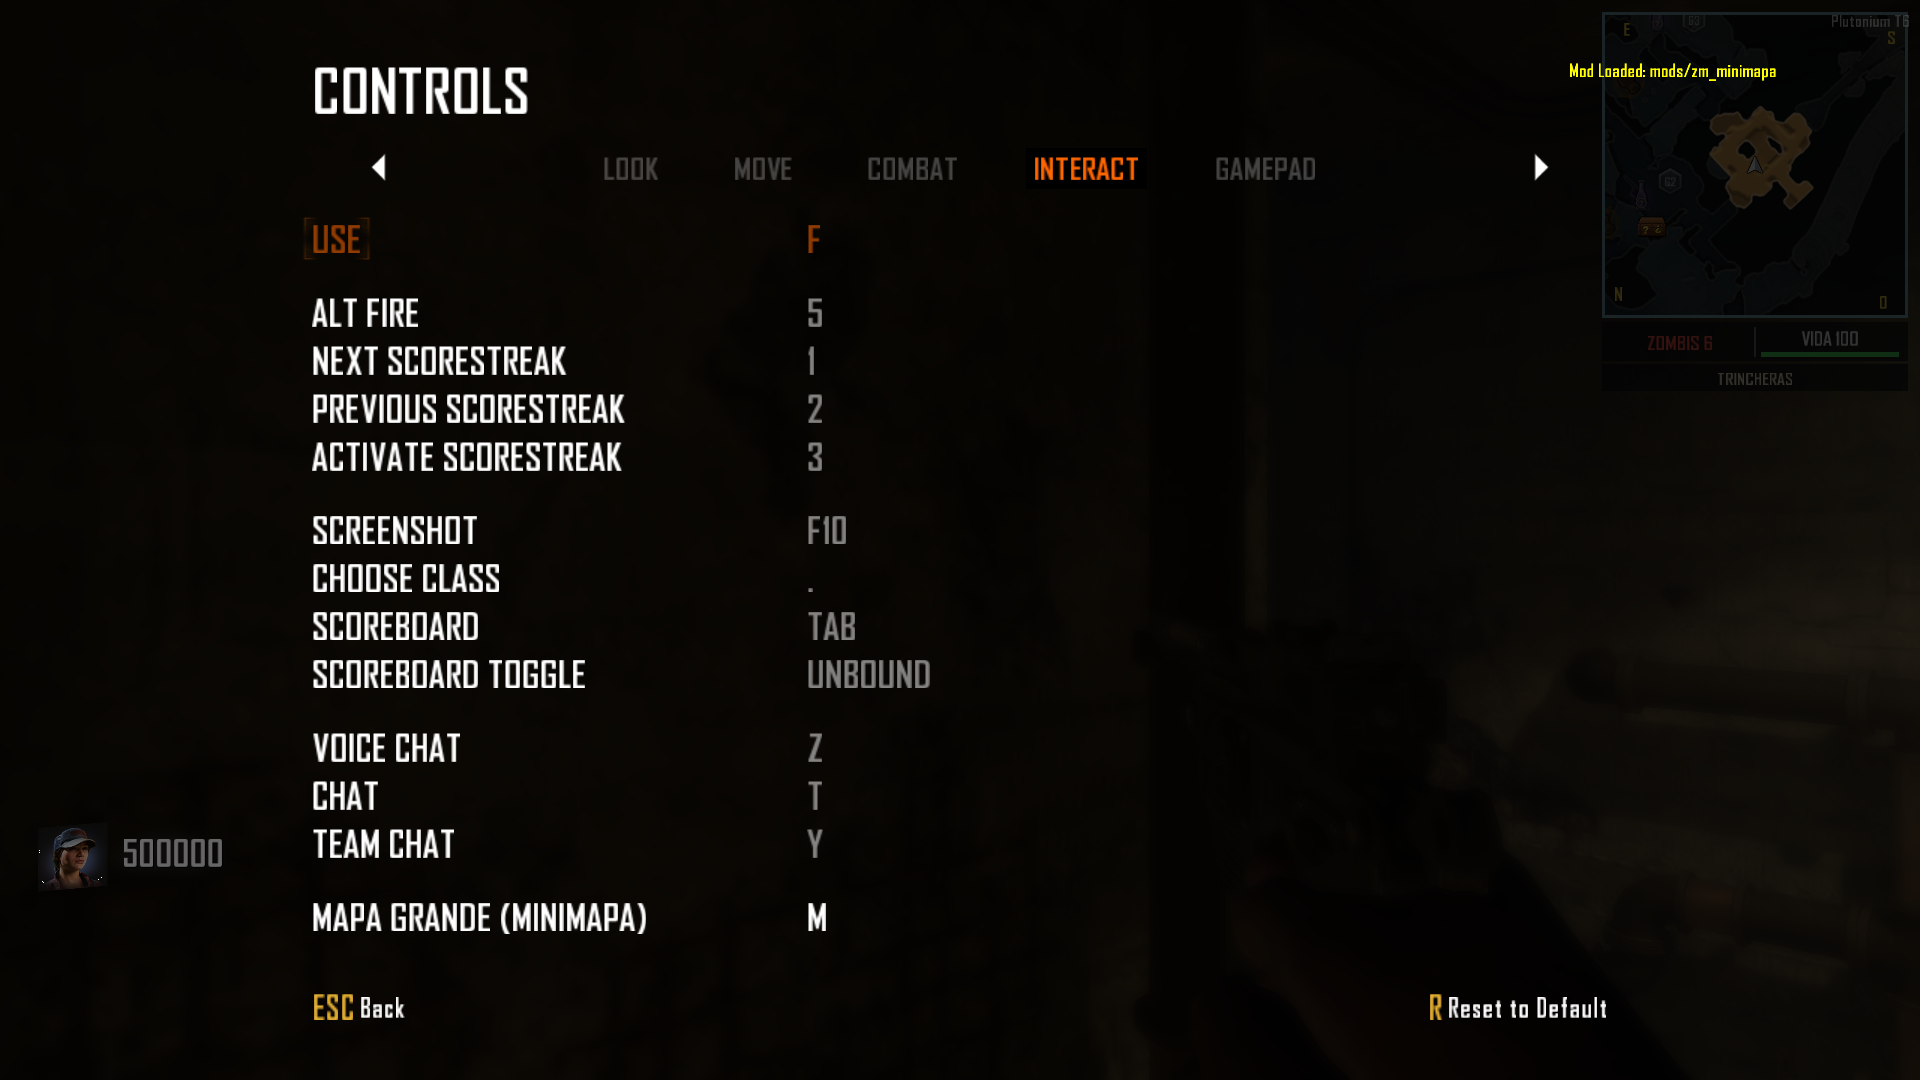 Plutonium T6
E
G3
S
Mod Loaded: mods/zm_minimapa
CONTROLS
LOOK MOVE COMBAT INTERACT GAMEPAD
G2
USE F
N
O
ALT FIRE 5
ZOMBIS 6 VIDA 100
NEXT SCORESTREAK 1
TRINCHERAS
PREVIOUS SCORESTREAK 2
ACTIVATE SCORESTREAK 3
SCREENSHOT F10
CHOOSE CLASS .
SCOREBOARD TAB
SCOREBOARD TOGGLE UNBOUND
VOICE CHAT Z
CHAT T
TEAM CHAT Y
500000
MAPA GRANDE (MINIMAPA) M
ESC Back
R Reset to Default